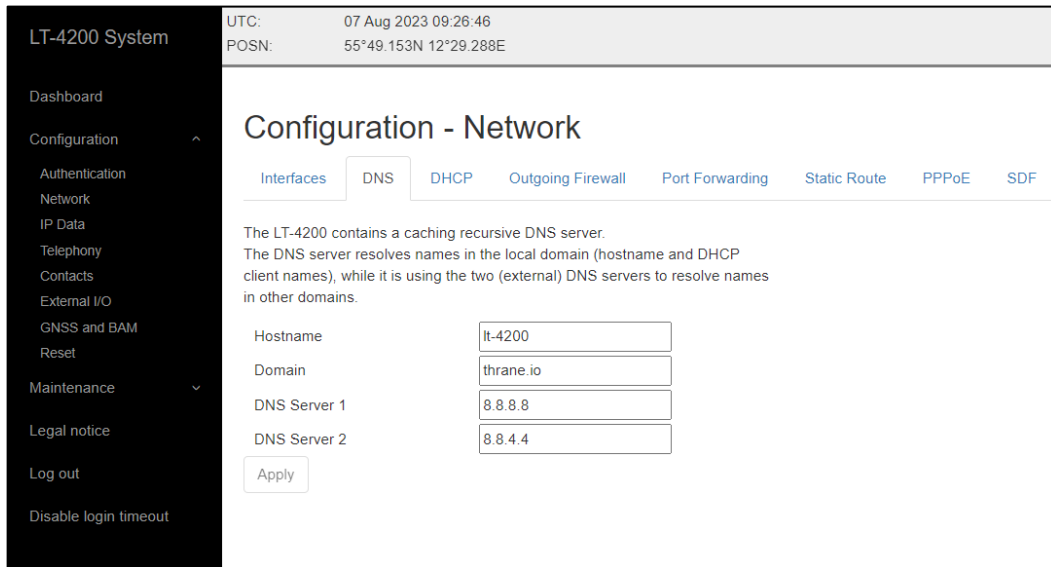 LT-4200 System
UTC: 07 Aug 2023 09:26:46
POSN: 55°49.153N 12°29.288E
Dashboard
Configuration
Authentication
Network
IP Data
Telephony
Contacts
External I/O
GNSS and BAM
Reset
Maintenance
Legal notice
Log out
Disable login timeout
Configuration - Network
Interfaces DNS DHCP Outgoing Firewall Port Forwarding Static Route PPPoE SDF
The LT-4200 contains a caching recursive DNS server.
The DNS server resolves names in the local domain (hostname and DHCP
client names), while it is using the two (external) DNS servers to resolve names
in other domains.
Hostname lt-4200
Domain thrane.io
DNS Server 1 8.8.8.8
DNS Server 2 8.8.4.4
Apply